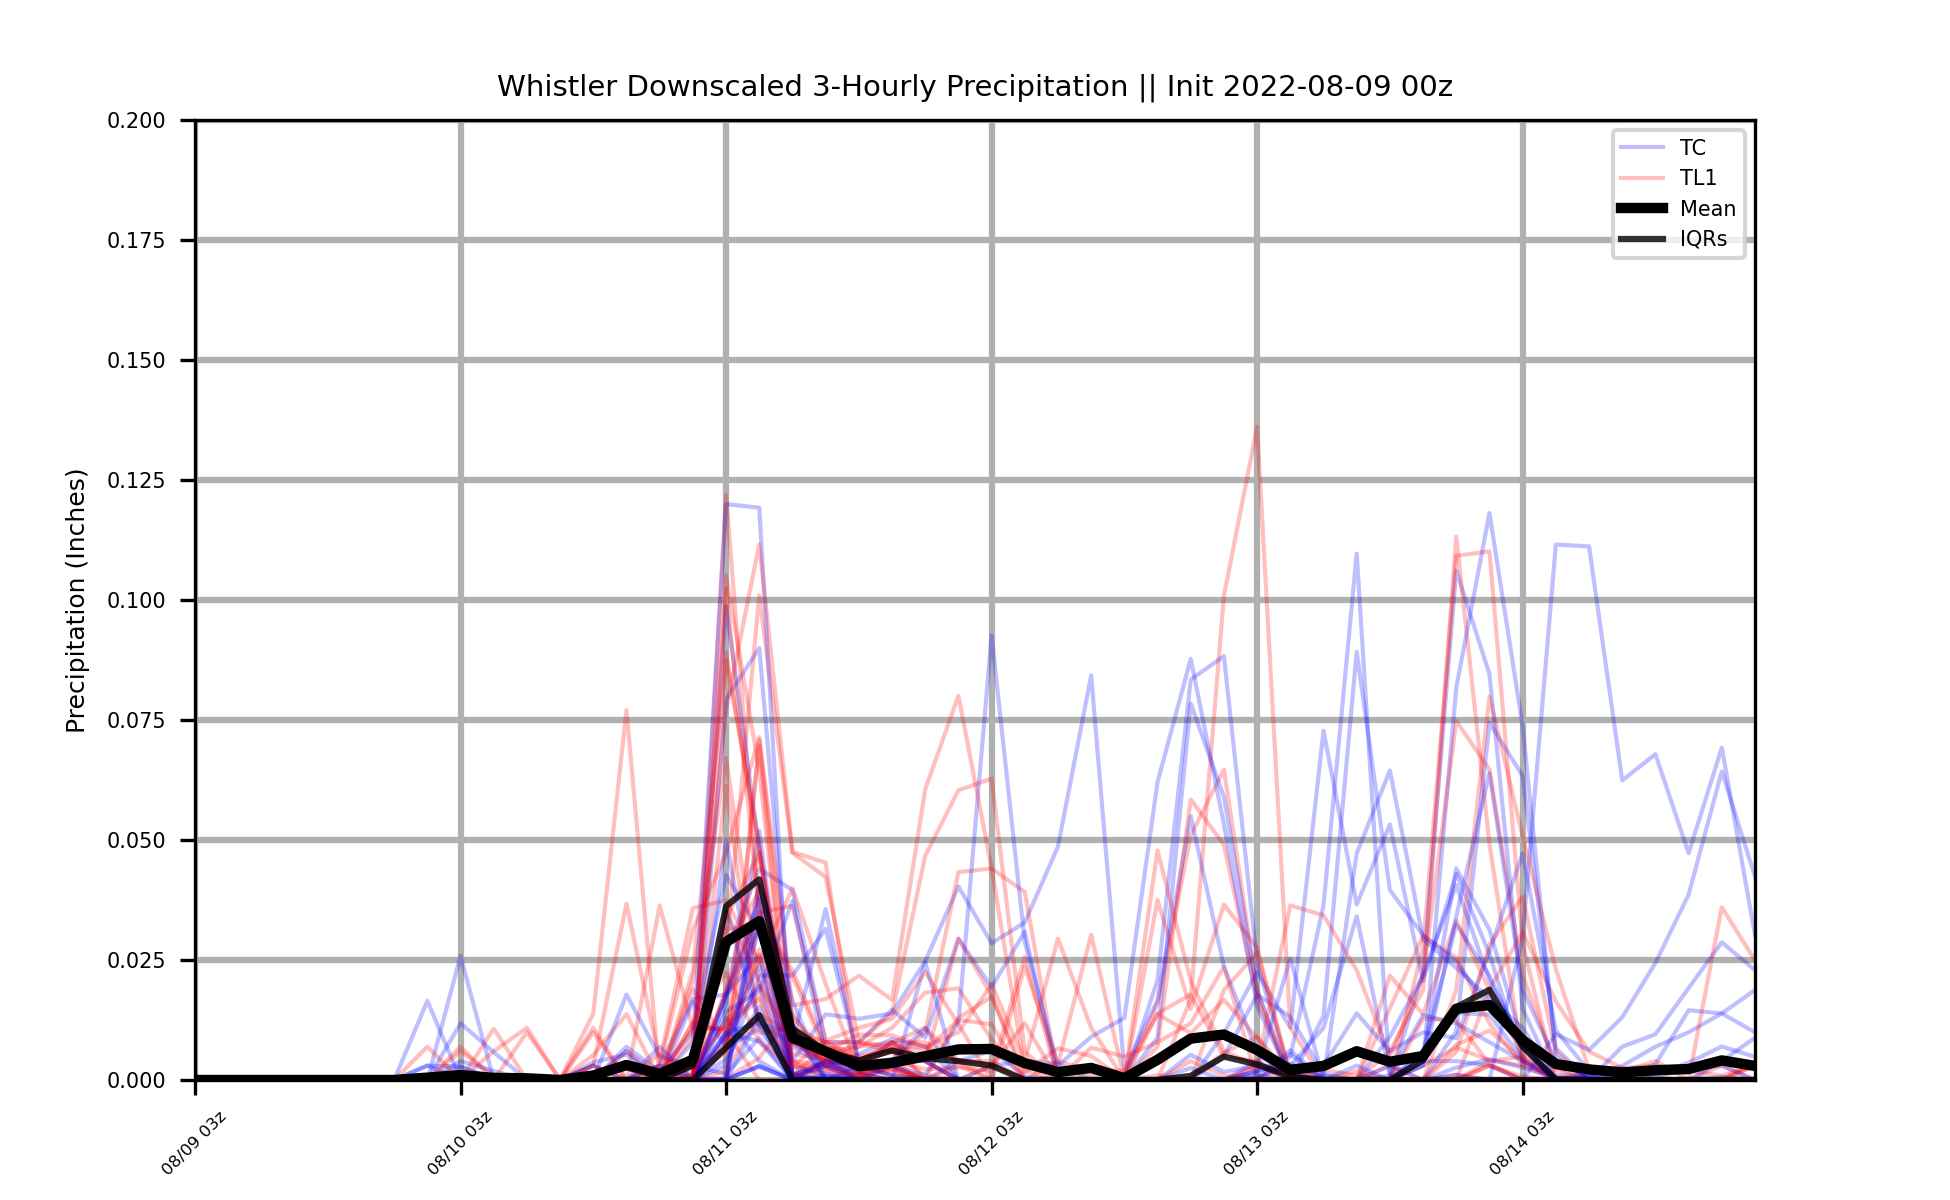 Whistler Downscaled 3-Hourly Precipitation || Init 2022-08-09 00z
Precipitation (Inches)
0.200
0.175
0.150
0.125
0.100
0.075
0.050
0.025
0.000
TC
TL1
Mean
IQRs
08/09 03z
08/10 03z
08/11 03z
08/12 03z
08/13 03z
08/14 03z